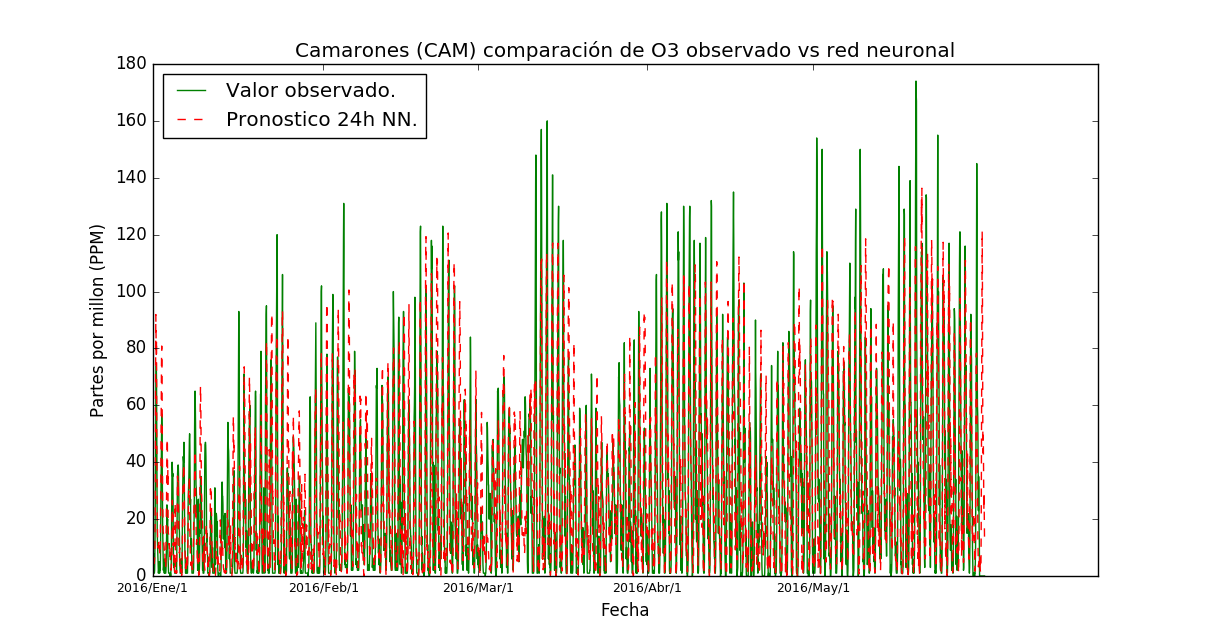 Camarones (CAM) comparación de O3 observado vs red neuronal
Valor observado.
Pronostico 24h NN.
Partes por millon (PPM)
180
160
140
120
100
80
60
40
20
0
2016/Ene/1
2016/Feb/1
2016/Mar/1
2016/Abr/1
2016/May/1
Fecha